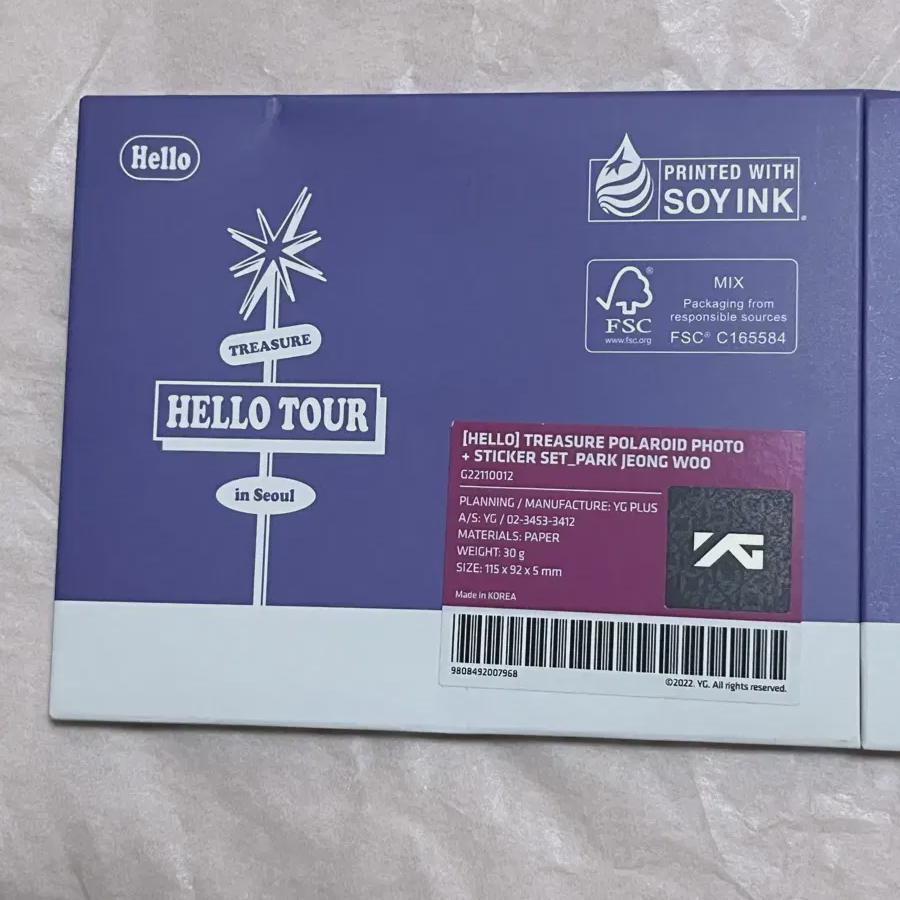 Hello
TREASURE
HELLO TOUR
in Seoul
PRINTED WITH
SOY INK
®
FSC
www.fsc.org
MIX
Packaging from
responsible sources
FSC® C165584
[HELLO] TREASURE POLAROID PHOTO
+ STICKER SET_PARK JEONG WOO
G22110012
PLANNING / MANUFACTURE: YG PLUS
A/S: YG / 02-3453-3412
MATERIALS: PAPER
WEIGHT: 30 g
SIZE: 115 x 92 x 5 mm
Made in KOREA
YG
9808492007968
©2022. YG. All rights reserved.